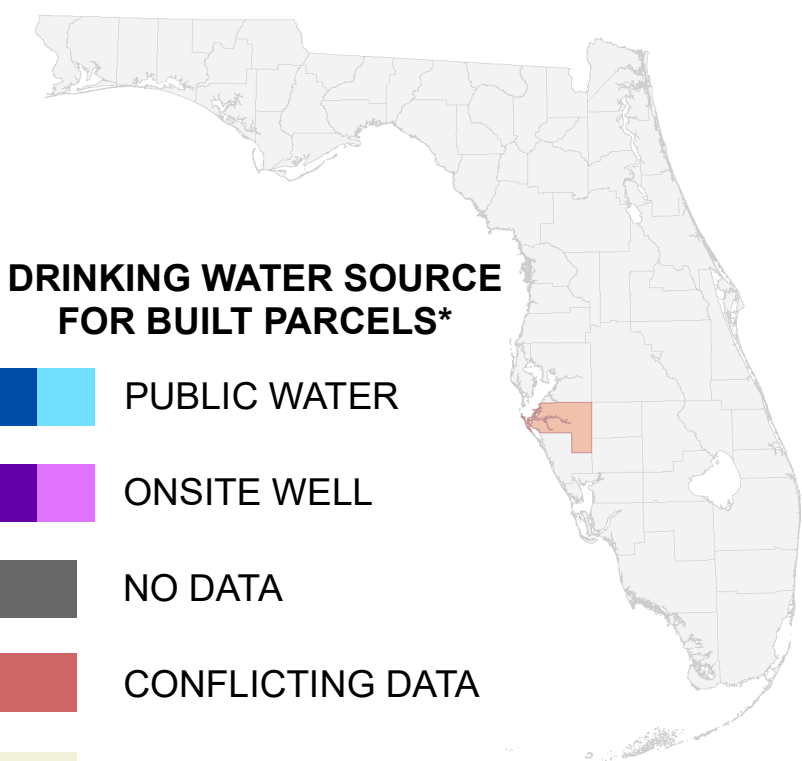 DRINKING WATER SOURCE
FOR BUILT PARCELS*
PUBLIC WATER
ONSITE WELL
NO DATA
CONFLICTING DATA